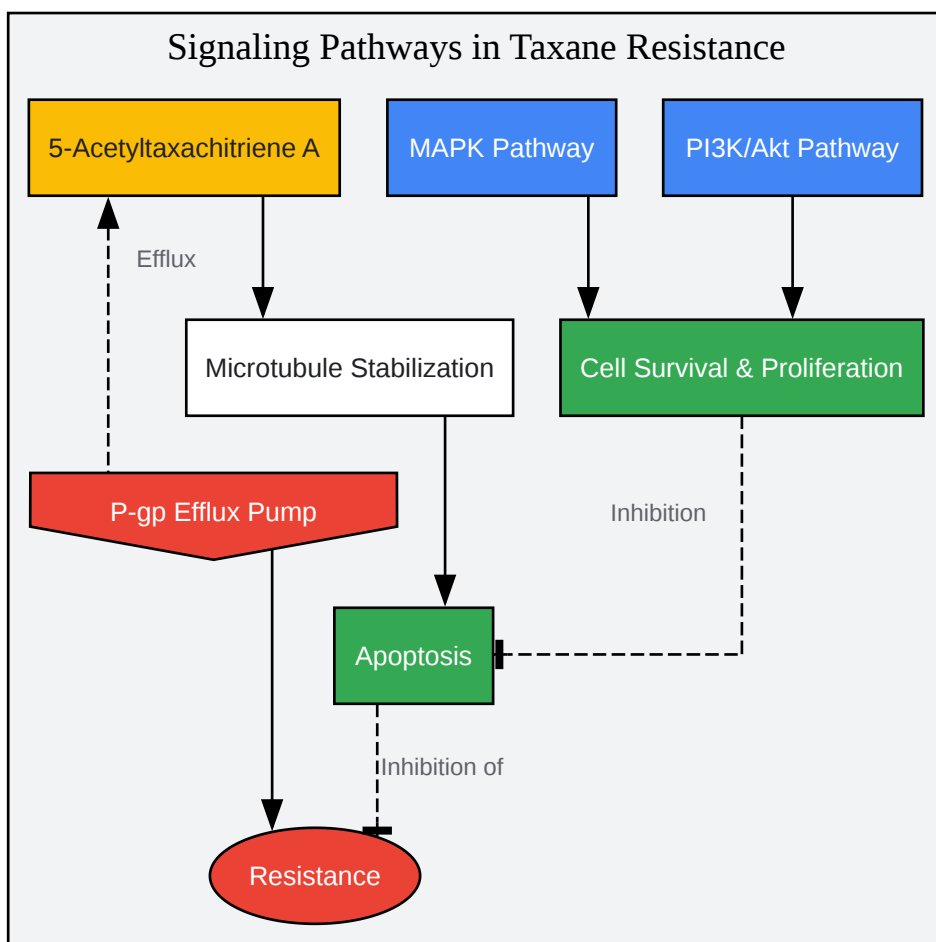 Signaling Pathways in Taxane Resistance
5-Acetyltaxachitriene A
MAPK Pathway
PI3K/Akt Pathway
Efflux
Microtubule Stabilization
Cell Survival & Proliferation
P-gp Efflux Pump
Inhibition
Apoptosis
Inhibition of
Resistance